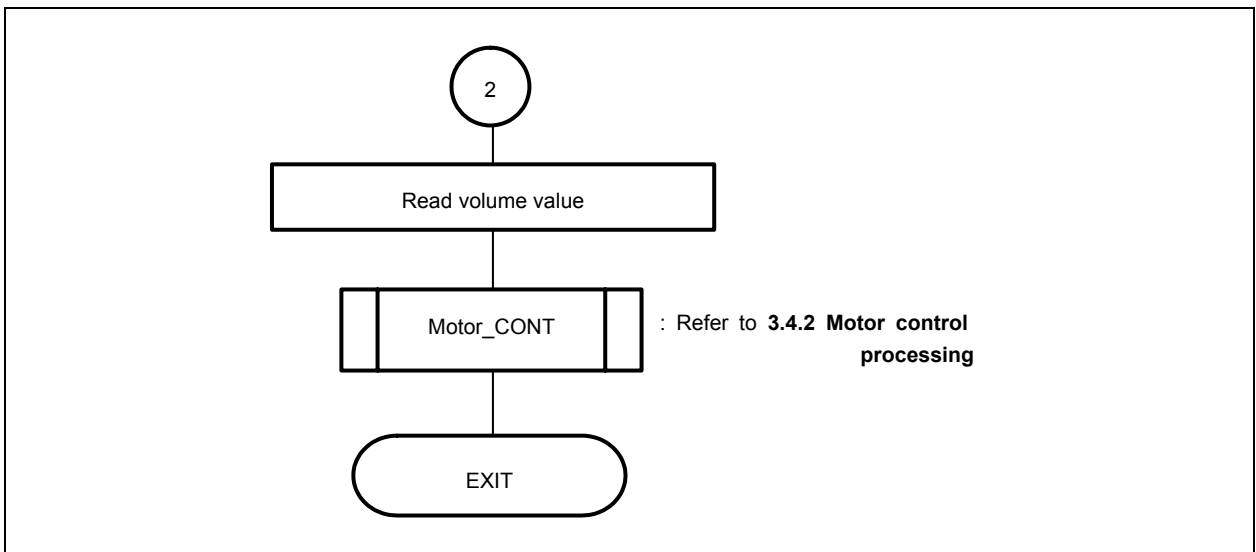 2
Read volume value
Motor_CONT
: Refer to 3.4.2 Motor control
processing
EXIT